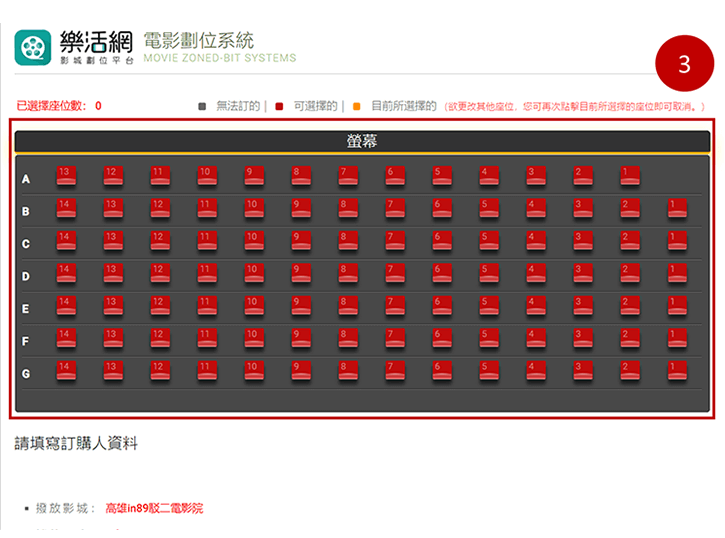 樂活網 電影劃位系統
影城劃位平台 MOVIE ZONED-BIT SYSTEMS
3
已選擇座位數： 0 無法訂的 | 可選擇的 | 目前所選擇的 （欲更改其他座位，您可再次點擊目前所選擇的座位即可取消。）
螢幕
A 13 12 11 10 9 8 7 6 5 4 3 2 1
B 14 13 12 11 10 9 8 7 6 5 4 3 2 1
C 14 13 12 11 10 9 8 7 6 5 4 3 2 1
D 14 13 12 11 10 9 8 7 6 5 4 3 2 1
E 14 13 12 11 10 9 8 7 6 5 4 3 2 1
F 14 13 12 11 10 9 8 7 6 5 4 3 2 1
G 14 13 12 11 10 9 8 7 6 5 4 3 2 1
請填寫訂購人資料
▪ 撥放影城： 高雄in89駁二電影院